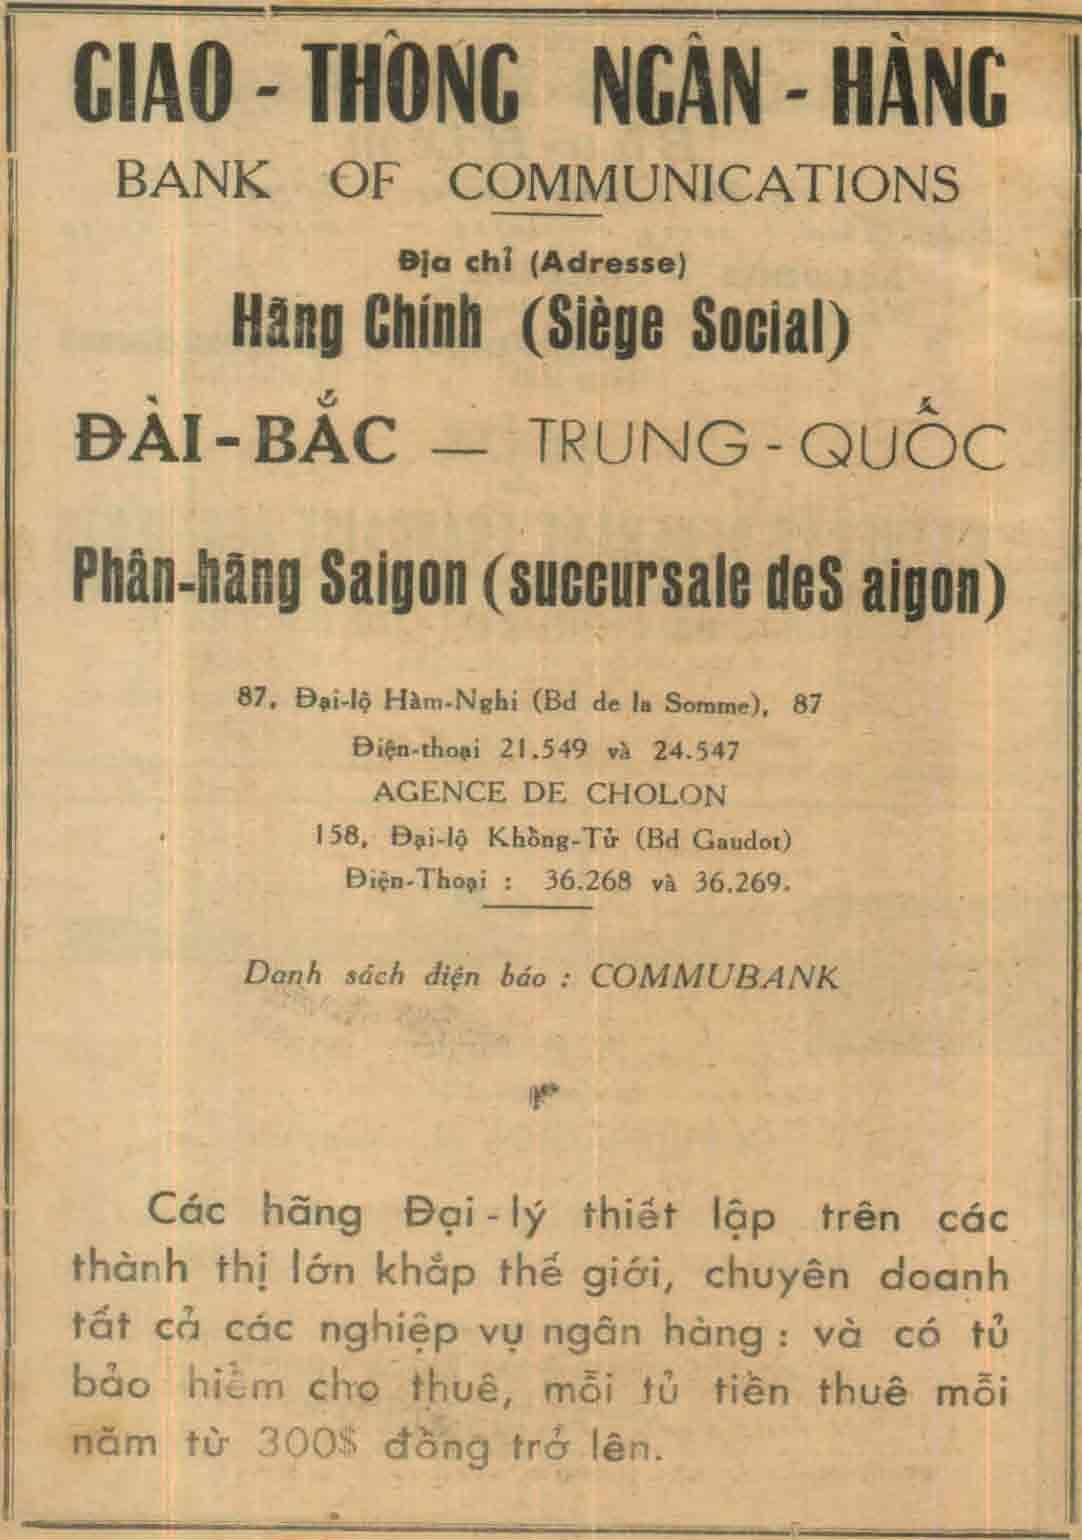 GIAO - THÔNG NGÂN - HÀNG
BANK OF COMMUNICATIONS
Địa chỉ (Adresse)
Hãng Chính (Siège Social)
ĐÀI - BẮC — TRUNG - QUỐC
Phân-hãng Saigon (succursale deS aigon)
87, Đại-lộ Hàm-Nghi (Bd de la Somme), 87
Điện-thoại 21.549 và 24.547
AGENCE DE CHOLON
158, Đại-lộ Khổng-Tử (Bd Gaudot)
Điện-Thoại : 36.268 và 36.269.
Danh sách điện báo : COMMUBANK
Các hãng Đại - lý thiết lập trên các
thành thị lớn khắp thế giới, chuyên doanh
tất cả các nghiệp vụ ngân hàng : và có tủ
bảo hiểm cho thuê, mỗi tủ tiền thuê mỗi
năm từ 300$ đồng trở lên.